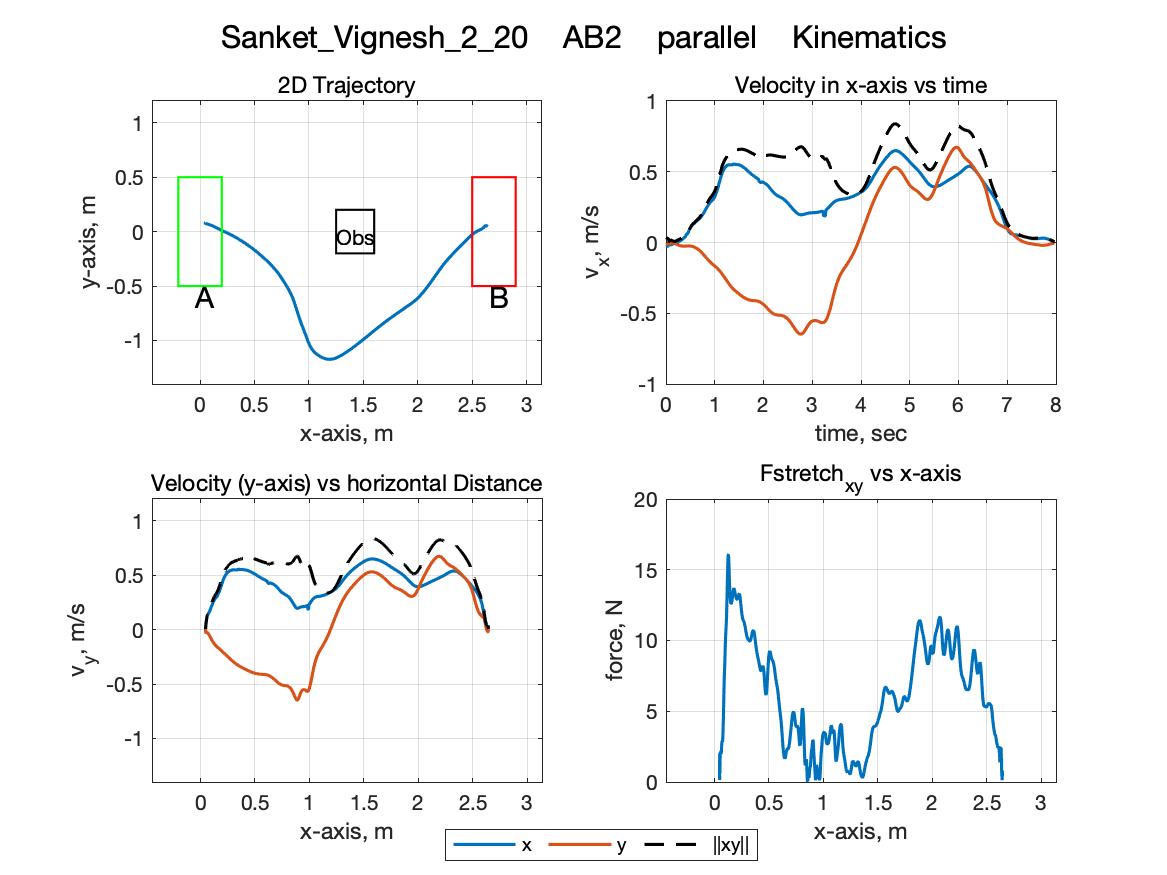 Sanket_Vignesh_2_20 AB2 parallel Kinematics
2D Trajectory
1
0.5
0
-0.5
-1
y-axis, m
Obs
A
B
0 0.5 1 1.5 2 2.5 3
x-axis, m
Velocity in x-axis vs time
1
0.5
0
-0.5
-1
v_x, m/s
0 1 2 3 4 5 6 7 8
time, sec
Velocity (y-axis) vs horizontal Distance
1
0.5
0
-0.5
-1
v_y, m/s
0 0.5 1 1.5 2 2.5 3
x-axis, m
Fstretch_xy vs x-axis
20
15
10
5
0
force, N
0 0.5 1 1.5 2 2.5 3
x-axis, m
x y ||xy||